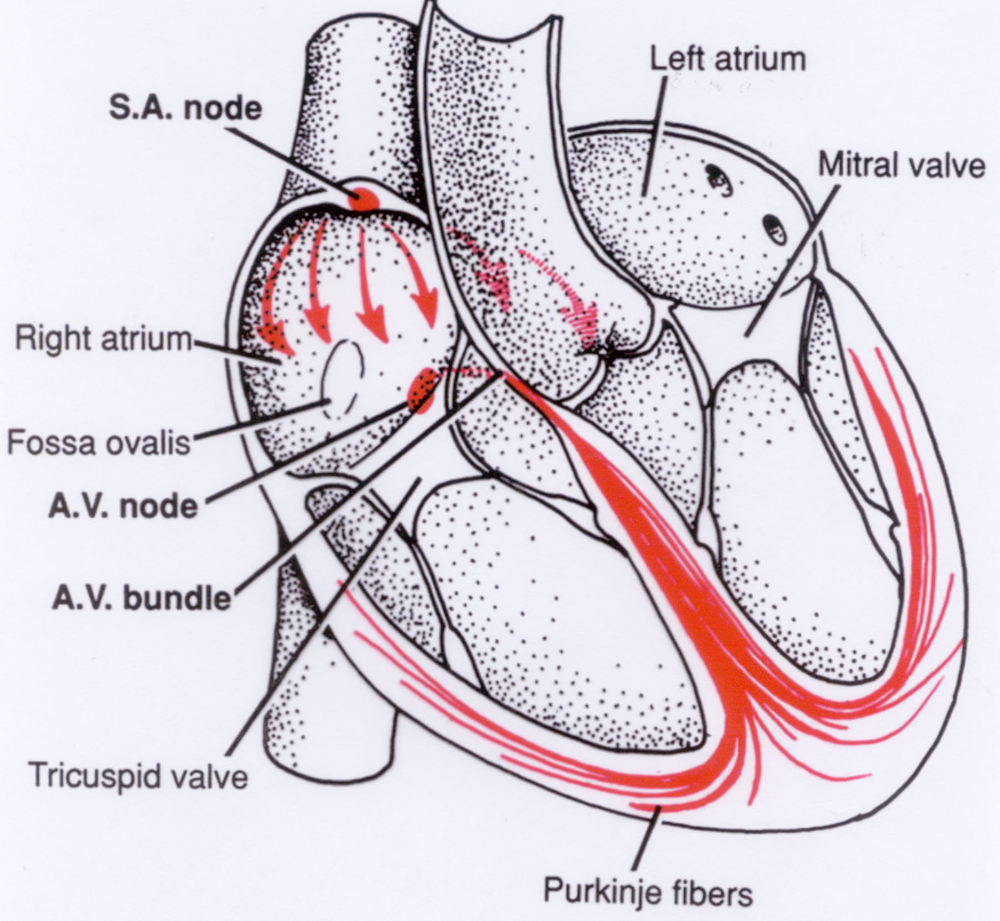 Left atrium
S.A. node
Mitral valve
Right atrium
Fossa ovalis
A.V. node
A.V. bundle
Tricuspid valve
Purkinje fibers